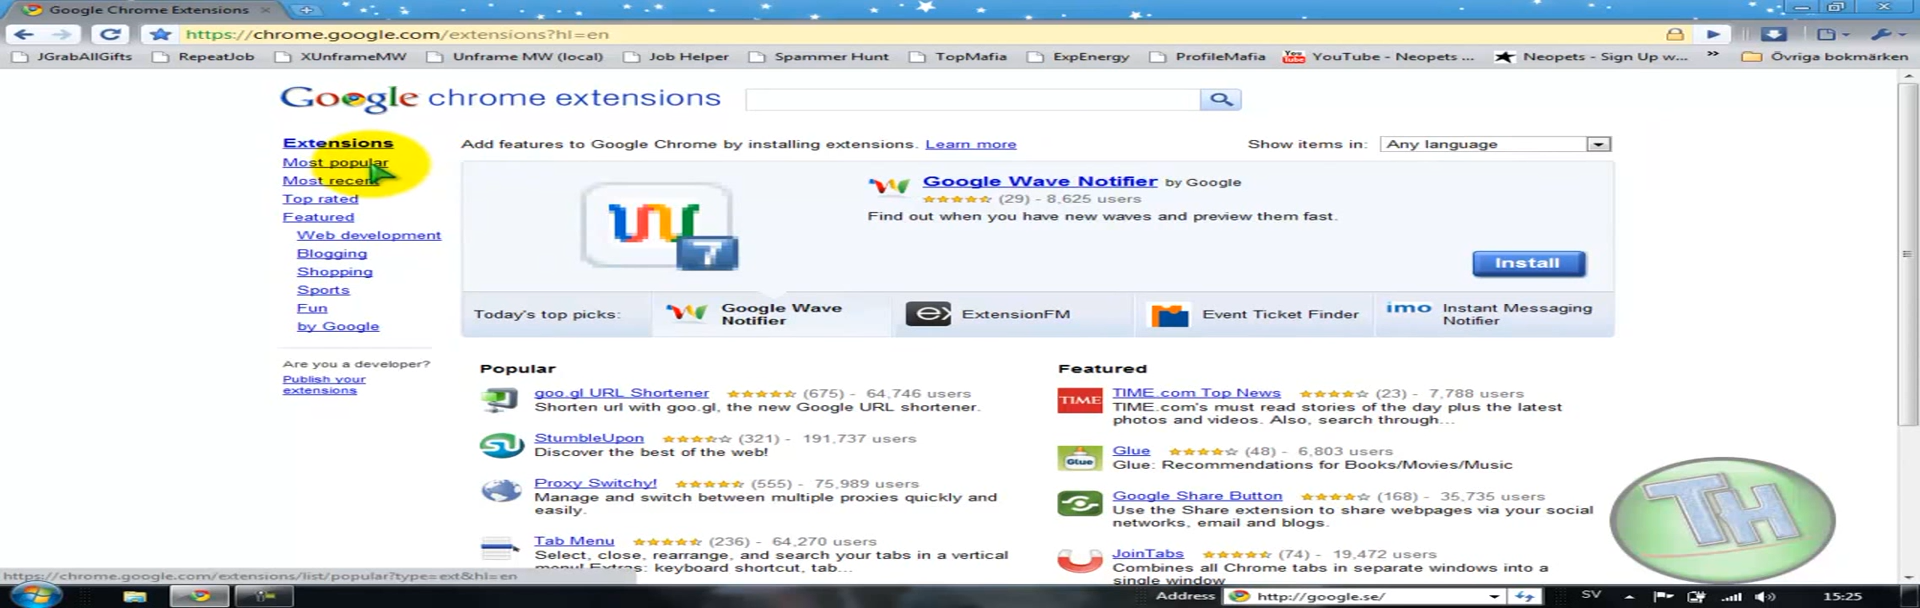 Google Chrome Extensions
https://chrome.google.com/extensions?hl=en
JGrabAllGifts RepeatJob XUnframeMW Unframe MW (local) Job Helper Spammer Hunt TopMafia ExpEnergy ProfileMafia You Tube YouTube - Neopets ... Neopets - Sign Up w... » Övriga bokmärken
Google chrome extensions
Extensions
Most popular
Most recent
Top rated
Featured
Web development
Blogging
Shopping
Sports
Fun
by Google
Are you a developer?
Publish your
extensions
Add features to Google Chrome by installing extensions. Learn more
Show items in: Any language
7
Google Wave Notifier by Google
(29) - 8,625 users
Find out when you have new waves and preview them fast.
Install
Today's top picks:
Google Wave
Notifier
ExtensionFM
Event Ticket Finder
imo Instant Messaging
Notifier
Popular
goo.gl URL Shortener (675) - 64,746 users
Shorten url with goo.gl, the new Google URL shortener.
StumbleUpon (321) - 191,737 users
Discover the best of the web!
Proxy Switchy! (555) - 75,989 users
Manage and switch between multiple proxies quickly and
easily.
Tab Menu (236) - 64,270 users
Select, close, rearrange, and search your tabs in a vertical
menu! Extras: keyboard shortcut, tab...
Featured
TIME TIME.com Top News (23) - 7,788 users
TIME.com's must read stories of the day plus the latest
photos and videos. Also, search through...
Glue Glue (48) - 6,803 users
Glue: Recommendations for Books/Movies/Music
Google Share Button (168) - 35,735 users
Use the Share extension to share webpages via your social
networks, email and blogs.
JoinTabs (74) - 19,472 users
Combines all Chrome tabs in separate windows into a
single window
TH
https://chrome.google.com/extensions/list/popular?type=ext&hl=en
Address http://google.se/ SV 15:25